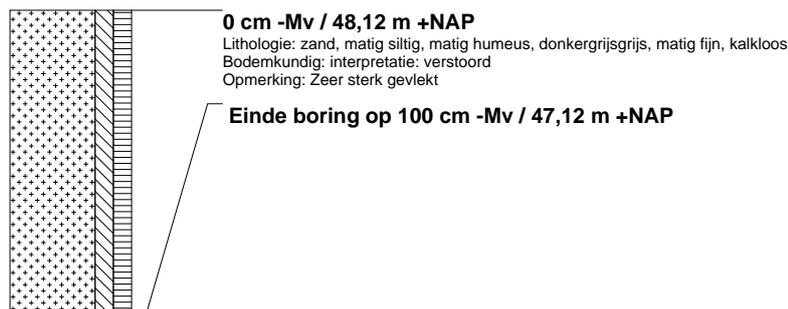 0 cm -Mv / 48,12 m +NAP
Lithologie: zand, matig siltig, matig humeus, donkergrijsgrijs, matig fijn, kalkloos
Bodemkundig: interpretatie: verstoord
Opmerking: Zeer sterk gevlekt
Einde boring op 100 cm -Mv / 47,12 m +NAP